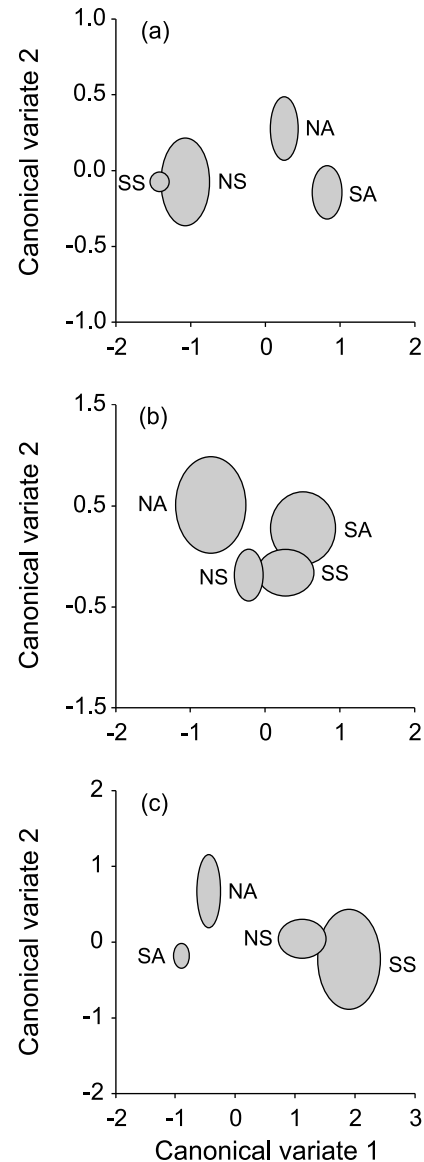 (a)
Canonical variate 2
1.0
0.5
0.0
-0.5
-1.0
NA
SS
NS
SA
-2
-1
0
1
2
(b)
Canonical variate 2
1.5
0.5
-0.5
-1.5
NA
SA
NS
SS
-2
-1
0
1
2
(c)
Canonical variate 2
2
1
0
-1
-2
NA
SA
NS
SS
-2
-1
0
1
2
3
Canonical variate 1